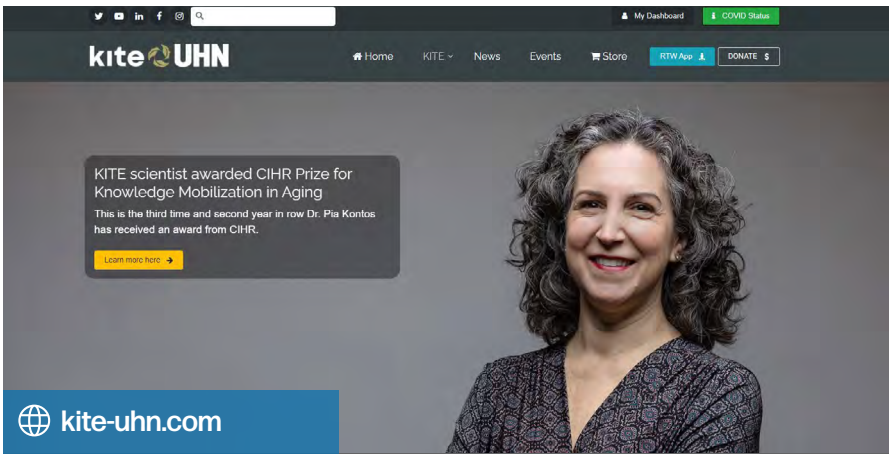 My Dashboard
COVID Status
kıte UHN
Home KITE News Events Store RTW App DONATE $
KITE scientist awarded CIHR Prize for
Knowledge Mobilization in Aging
This is the third time and second year in row Dr. Pia Kontos
has received an award from CIHR.
Learn more here
kite-uhn.com